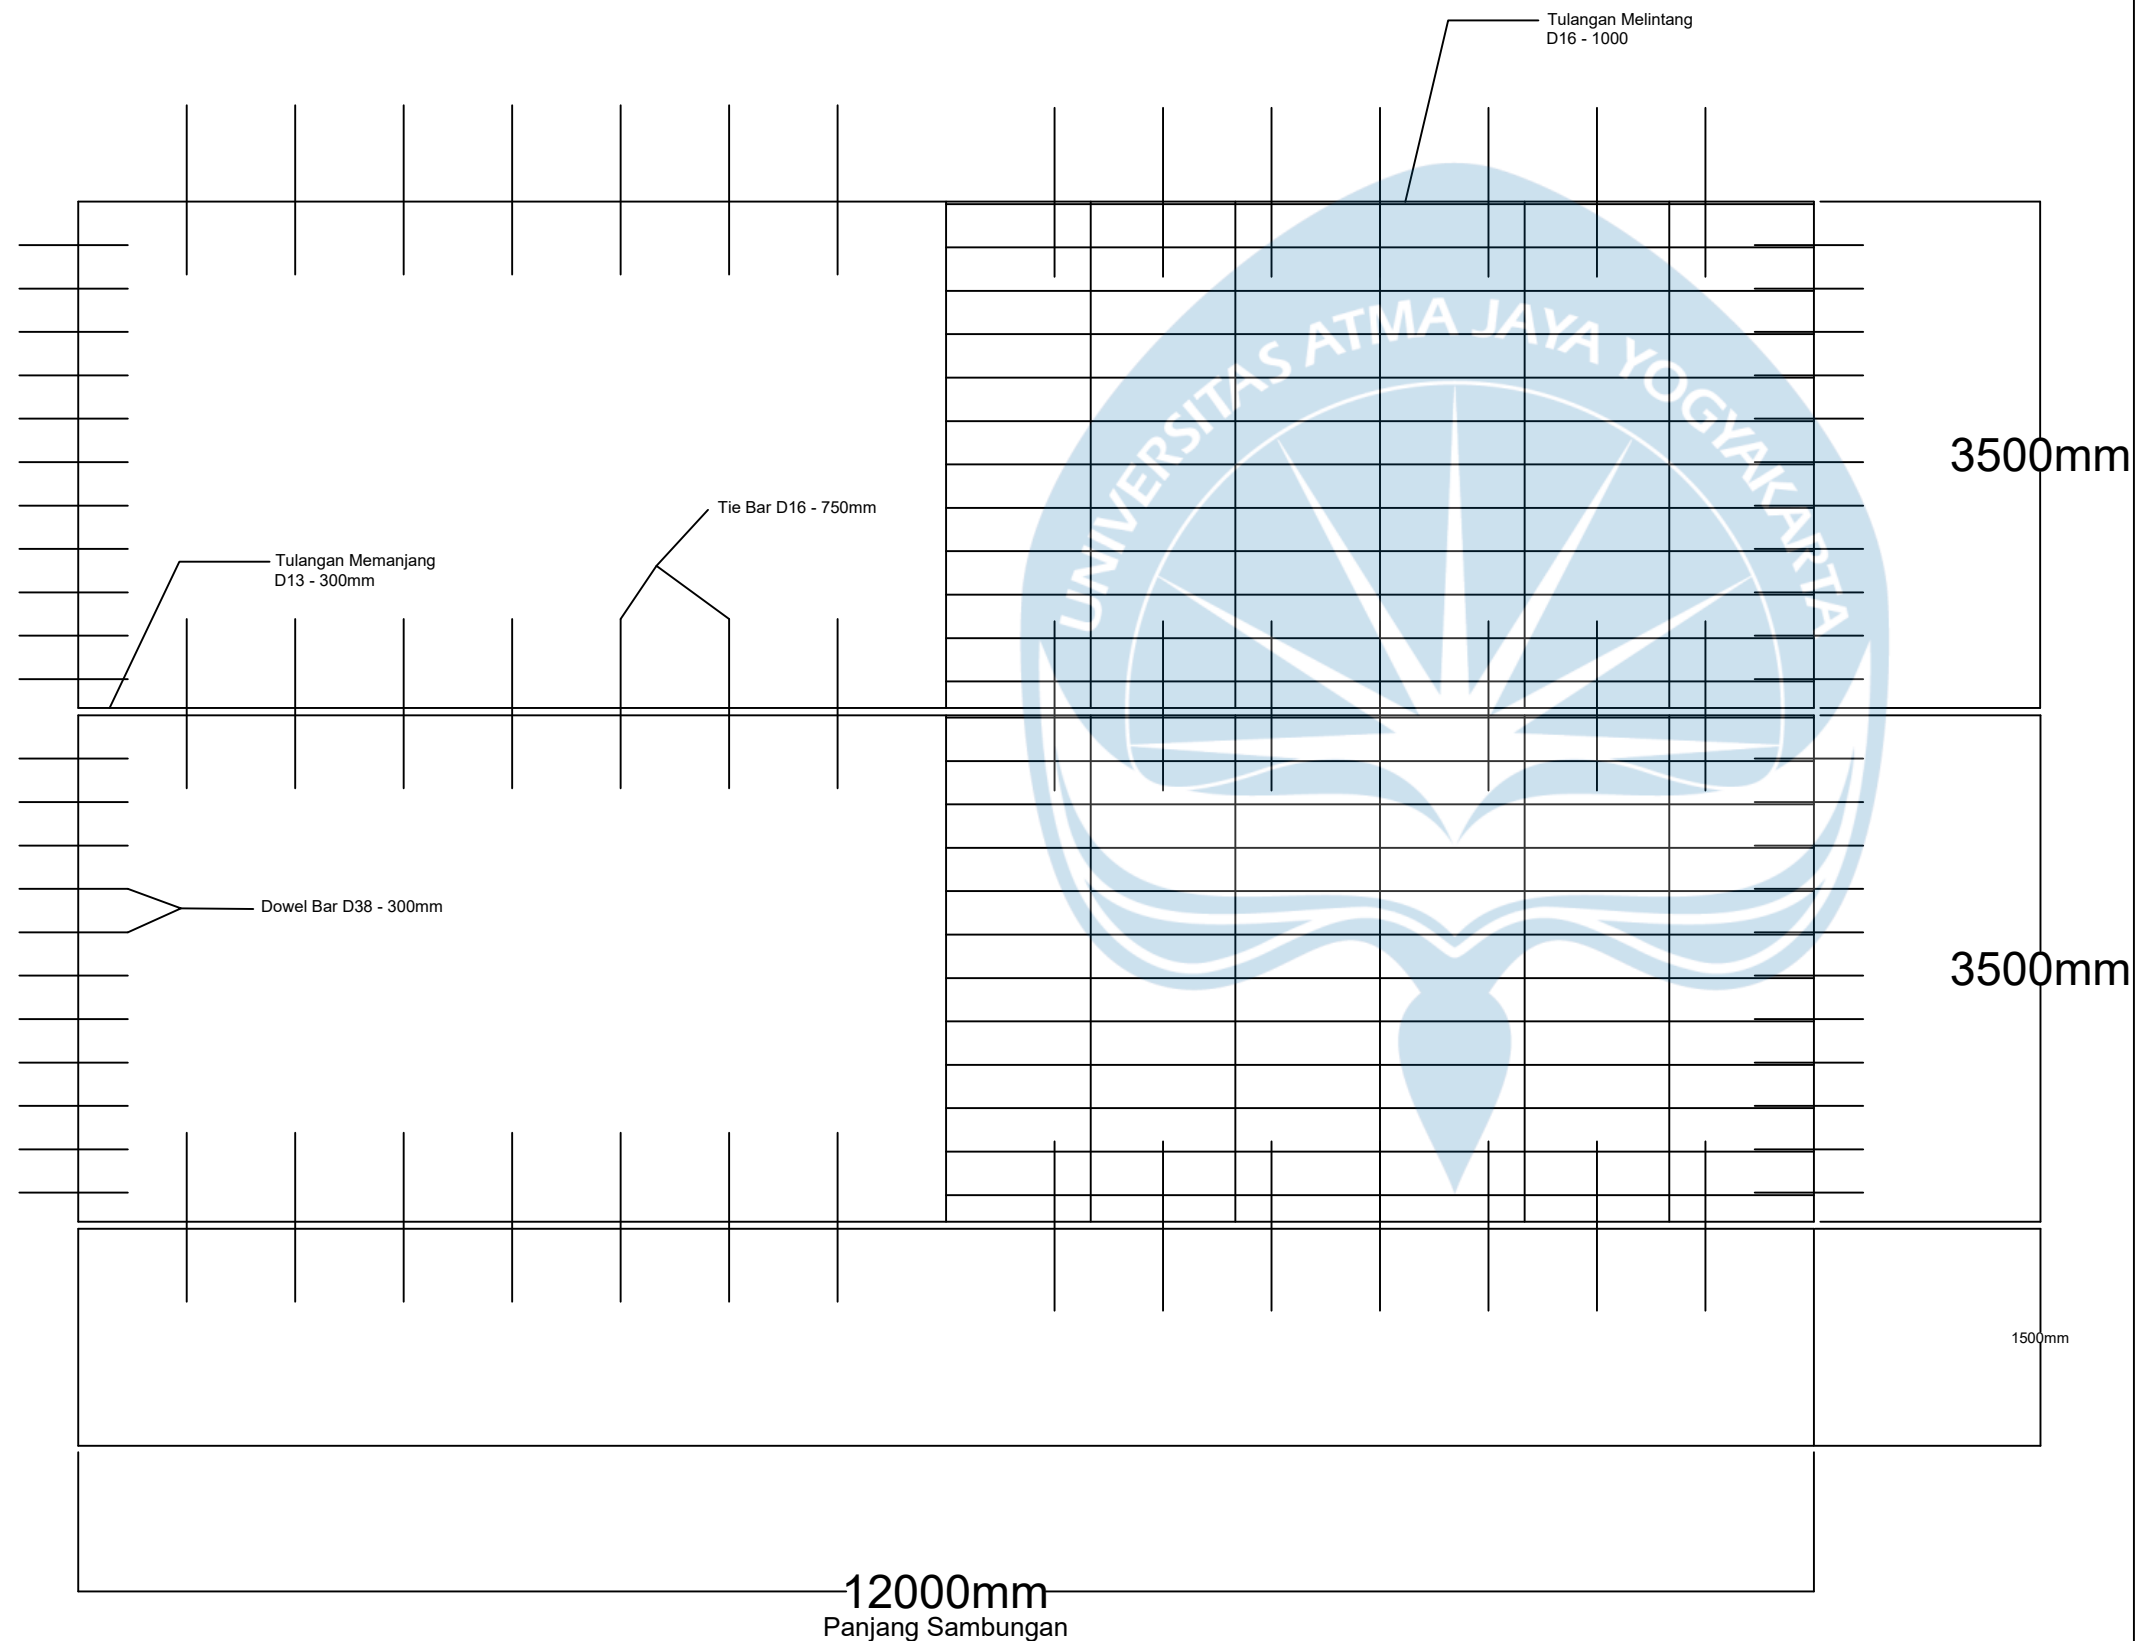 Tulangan Melintang
D16 - 1000
UNIVERSITAS ATMA JAYA YOGYAKARTA
3500mm
Tie Bar D16 - 750mm
Tulangan Memanjang
D13 - 300mm
Dowel Bar D38 - 300mm
3500mm
1500mm
12000mm
Panjang Sambungan